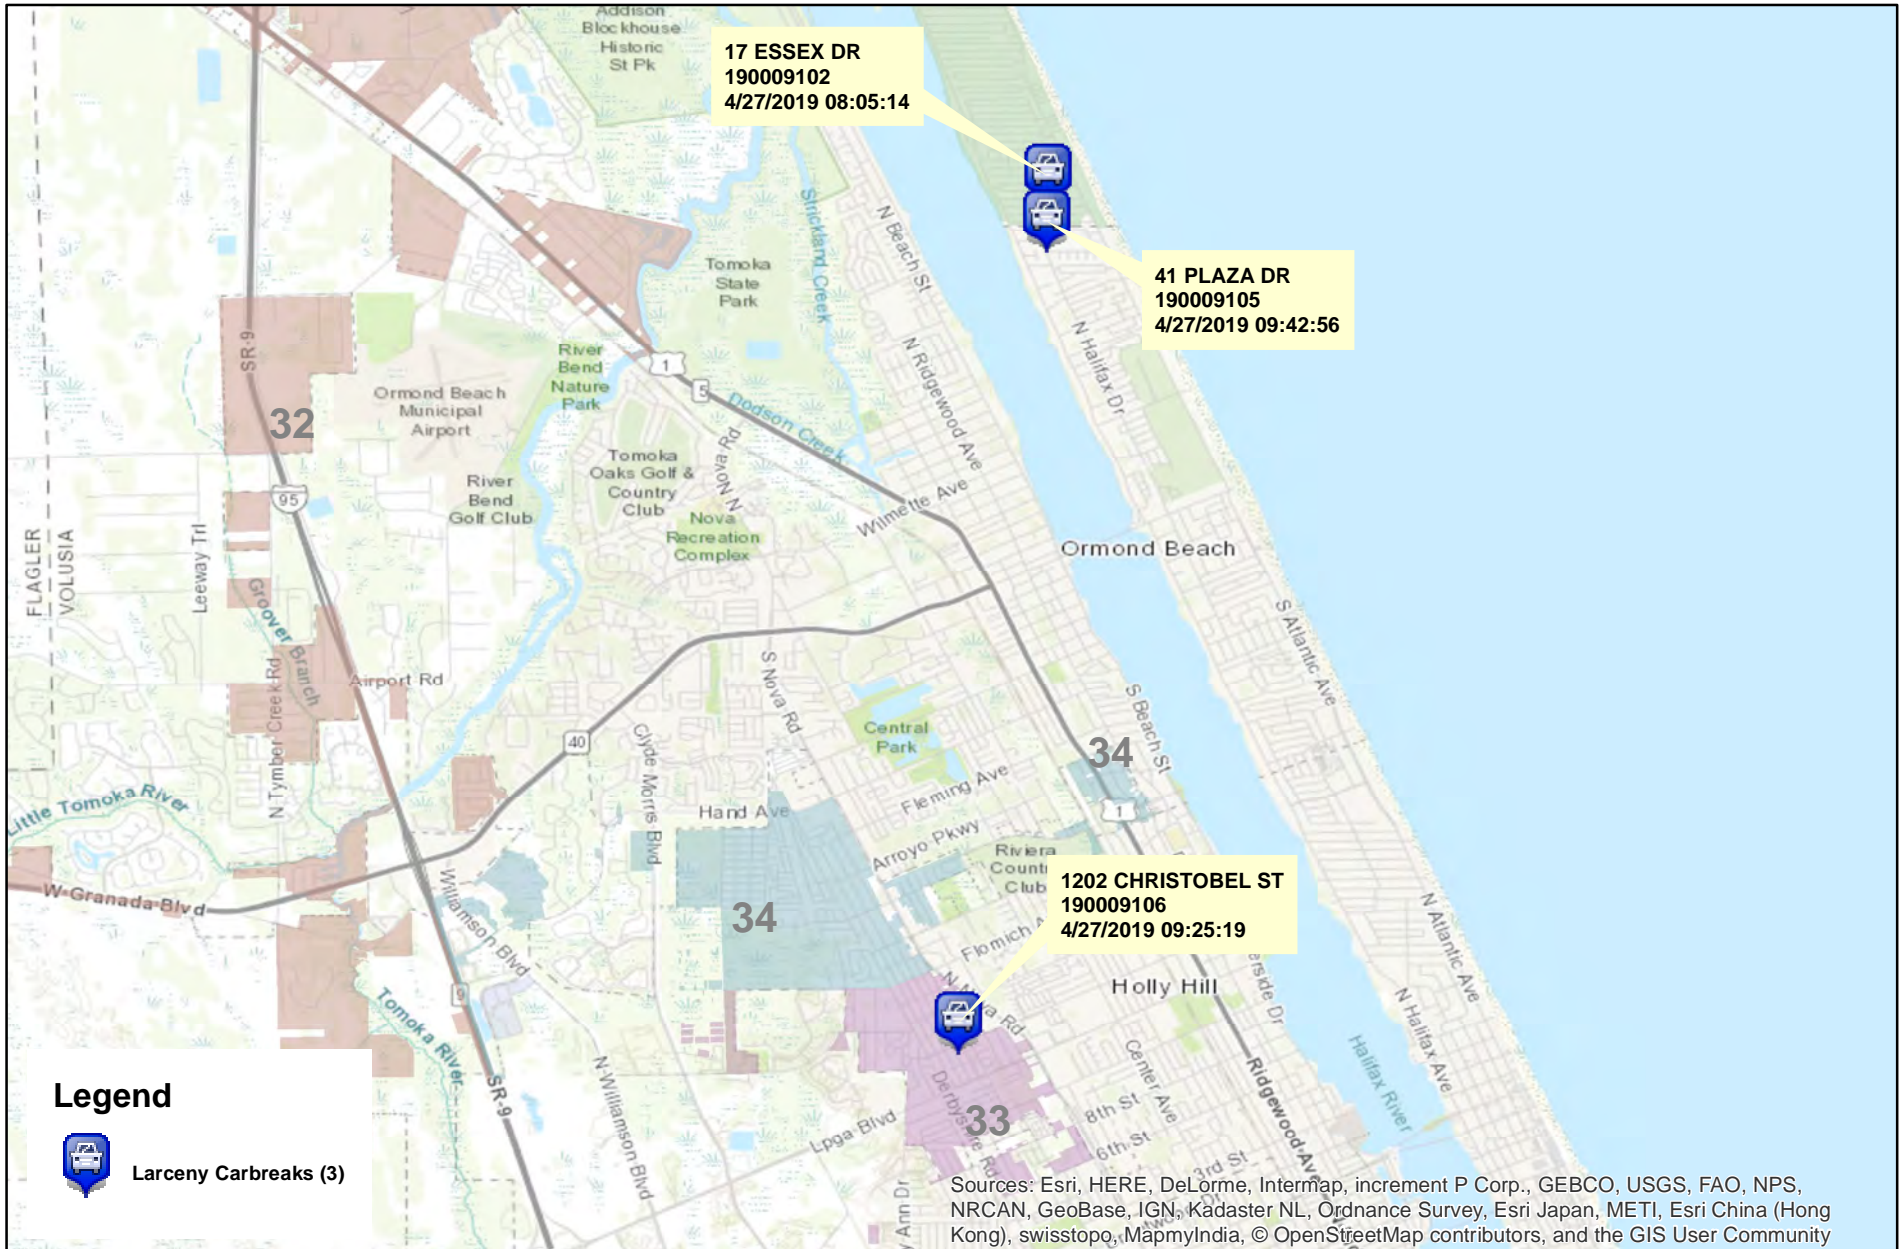 Addison
Blockhouse
Historic
St Pk
17 ESSEX DR
190009102
4/27/2019 08:05:14
41 PLAZA DR
190009105
4/27/2019 09:42:56
Strickland Creek
N Beach St
Tomoka
State
Park
N Halifax Dr
SR-9
River
Bend
Nature
Park
1
5
N Ridgewood Ave
Ormond Beach
Municipal
Airport
32
Dodson Creek
N Nova Rd
Tomoka
Oaks Golf &
Country
Club
River
Bend
Golf Club
95
Wilmette Ave
Nova
Recreation
Complex
Ormond Beach
FLAGLER
VOLUSIA
Leeway Trl
Groover Branch
S Atlantic Ave
N Tymber Creek Rd
Airport Rd
S Nova Rd
S Beach St
40
Clyde Morris Blvd
Central
Park
34
Little Tomoka River
Hand Ave
Fleming Ave
1
Arroyo Pkwy
Riviera
Club
1202 CHRISTOBEL ST
190009106
4/27/2019 09:25:19
W Granada Blvd
Williamson Blvd
34
Flomich
N Atlantic Ave
Holly Hill
9
Tomoka River
N Halifax Ave
Halifax River
Center Ave
Ridgewood Ave
SR-9
N Williamson Blvd
Derbyshire Rd
33
8th St
6th St
3rd St
Lpga Blvd
Ann Dr
Legend
Larceny Carbreaks (3)
Sources: Esri, HERE, DeLorme, Intermap, increment P Corp., GEBCO, USGS, FAO, NPS,
NRCAN, GeoBase, IGN, Kadaster NL, Ordnance Survey, Esri Japan, METI, Esri China (Hong
Kong), swisstopo, MapmyIndia, © OpenStreetMap contributors, and the GIS User Community